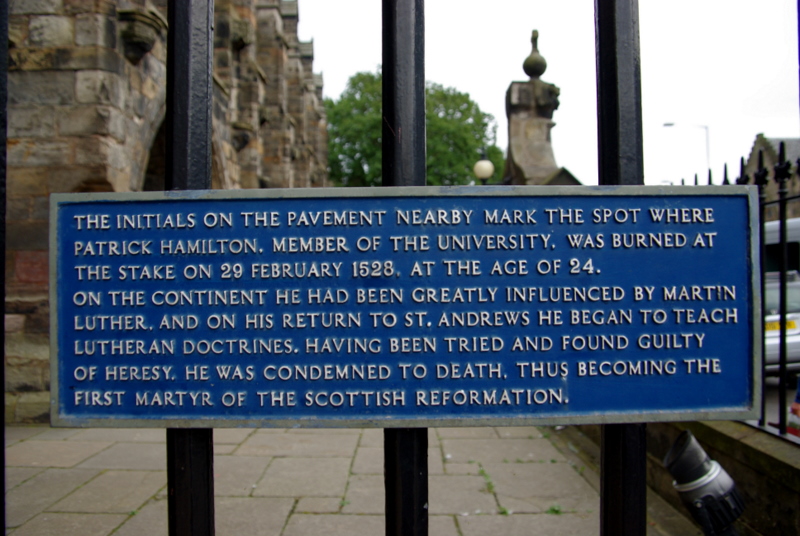 THE INITIALS ON THE PAVEMENT NEARBY MARK THE SPOT WHERE
PATRICK HAMILTON. MEMBER OF THE UNIVERSITY. WAS BURNED AT
THE STAKE ON 29 FEBRUARY 1528, AT THE AGE OF 24.
ON THE CONTINENT HE HAD BEEN GREATLY INFLUENCED BY MARTIN
LUTHER, AND ON HIS RETURN TO ST. ANDREWS HE BEGAN TO TEACH
LUTHERAN DOCTRINES. HAVING BEEN TRIED AND FOUND GUILTY
OF HERESY. HE WAS CONDEMNED TO DEATH, THUS BECOMING THE
FIRST MARTYR OF THE SCOTTISH REFORMATION.